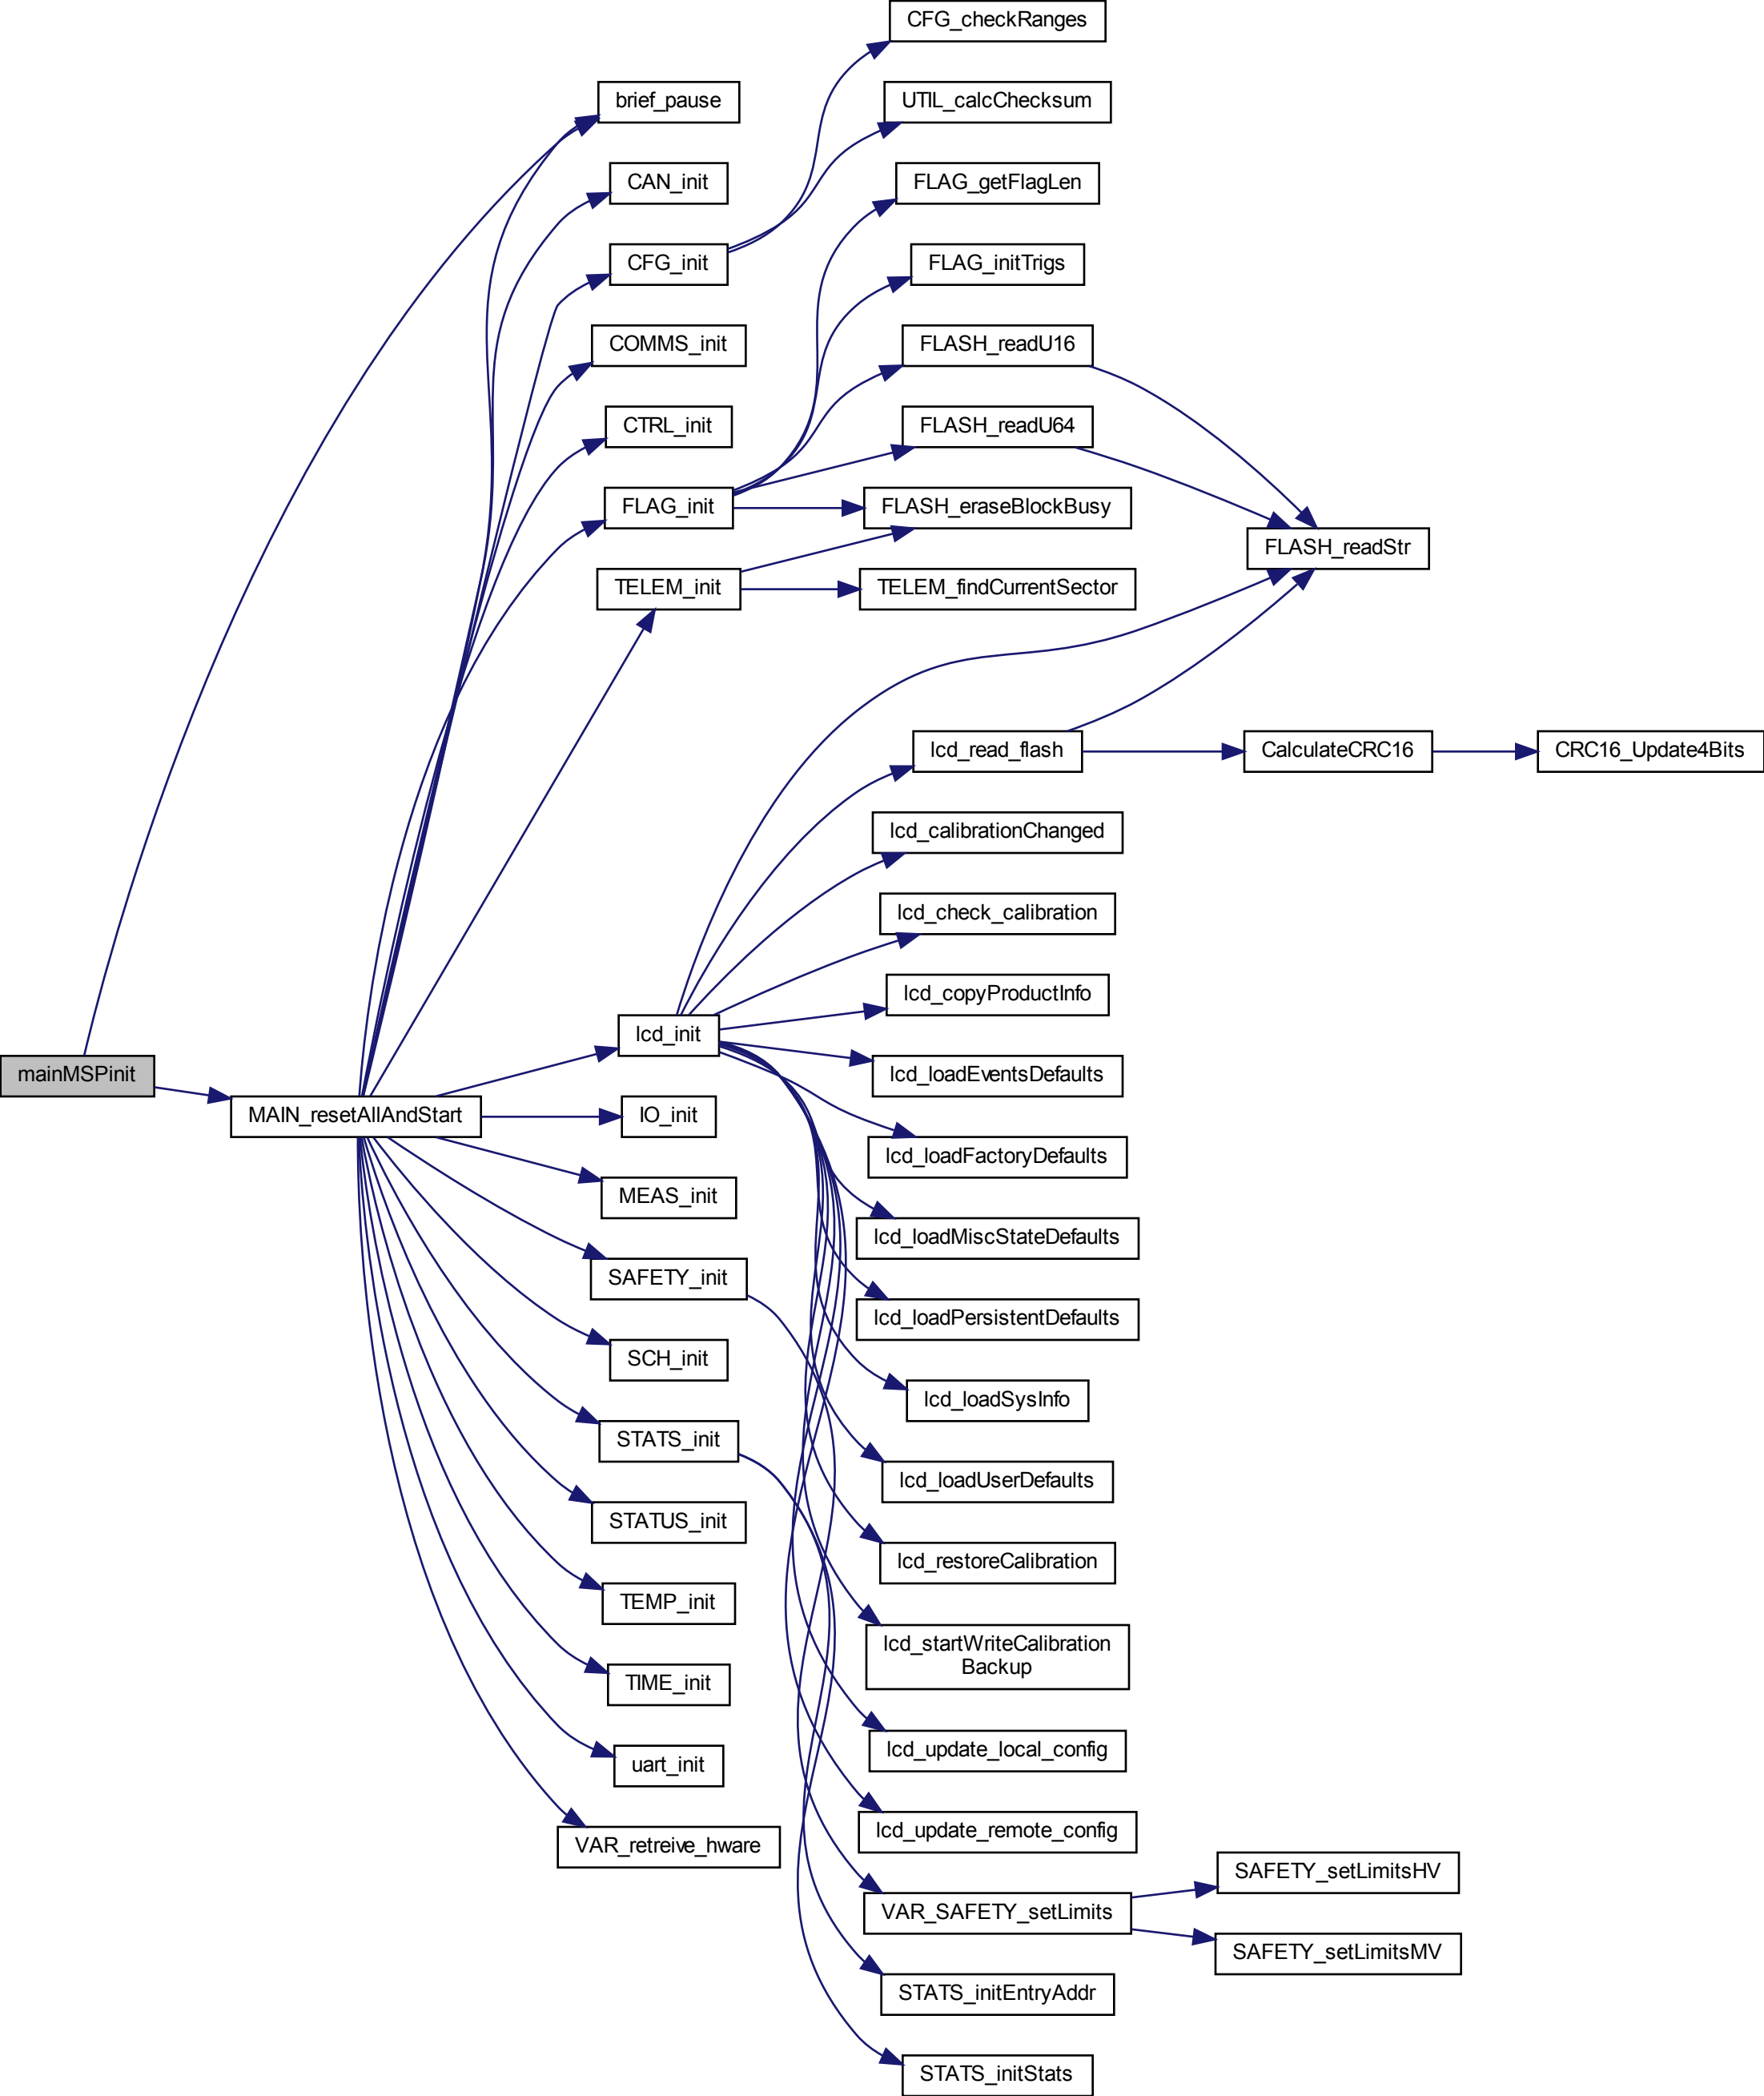 CFG_checkRanges
brief_pause
UTIL_calcChecksum
CAN_init
FLAG_getFlagLen
CFG_init
FLAG_initTrigs
COMMS_init
FLASH_readU16
CTRL_init
FLASH_readU64
FLAG_init
FLASH_eraseBlockBusy
FLASH_readStr
TELEM_init
TELEM_findCurrentSector
lcd_read_flash
CalculateCRC16
CRC16_Update4Bits
lcd_calibrationChanged
lcd_check_calibration
lcd_copyProductInfo
lcd_init
mainMSPinit
lcd_loadEventsDefaults
MAIN_resetAllAndStart
IO_init
lcd_loadFactoryDefaults
MEAS_init
lcd_loadMiscStateDefaults
SAFETY_init
lcd_loadPersistentDefaults
SCH_init
lcd_loadSysInfo
STATS_init
lcd_loadUserDefaults
STATUS_init
lcd_restoreCalibration
TEMP_init
lcd_startWriteCalibration
Backup
TIME_init
lcd_update_local_config
uart_init
lcd_update_remote_config
VAR_retreive_hware
SAFETY_setLimitsHV
VAR_SAFETY_setLimits
SAFETY_setLimitsMV
STATS_initEntryAddr
STATS_initStats